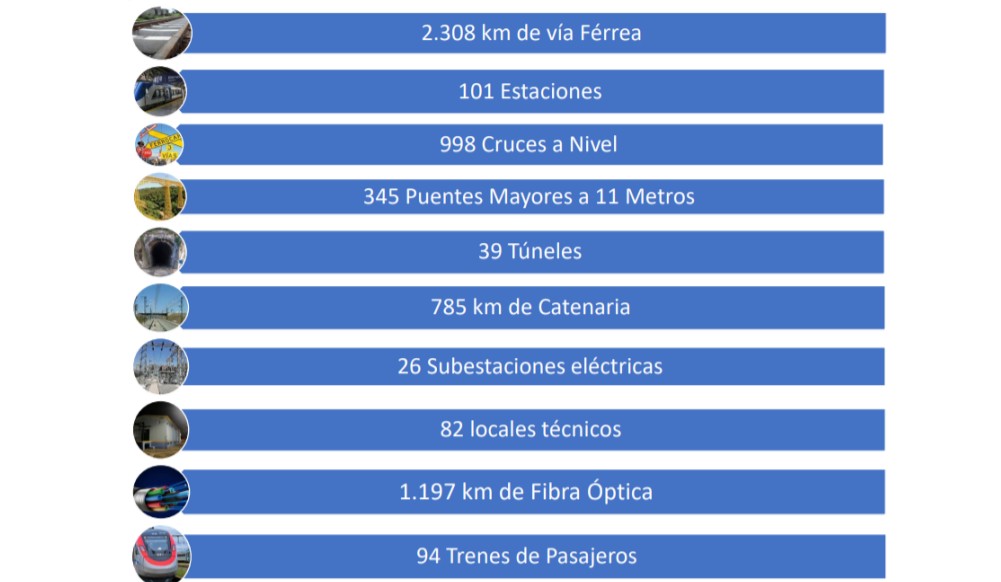 2.308 km de vía Férrea
101 Estaciones
998 Cruces a Nivel
345 Puentes Mayores a 11 Metros
39 Túneles
785 km de Catenaria
26 Subestaciones eléctricas
82 locales técnicos
1.197 km de Fibra Óptica
94 Trenes de Pasajeros